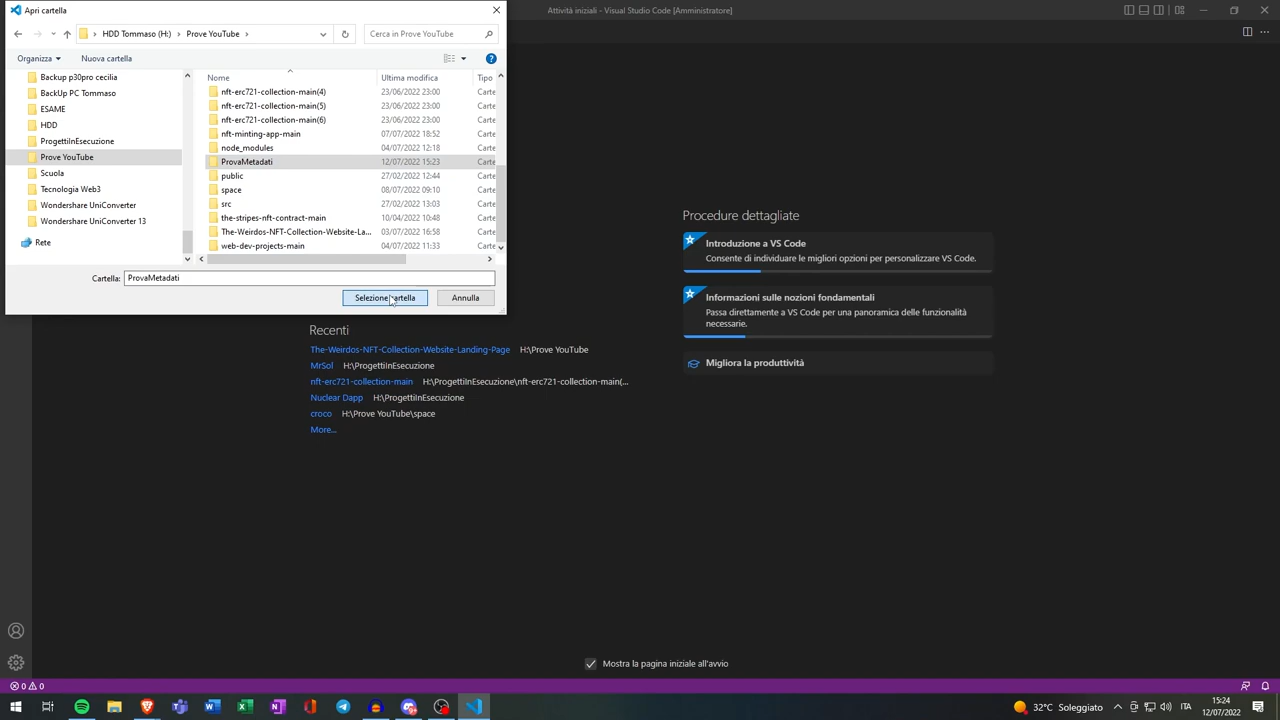 Apri cartella
Attività iniziali - Visual Studio Code [Amministratore]
HDD Tommaso (H:) > Prove YouTube >
Cerca in Prove YouTube
Organizza
Nuova cartella
Backup p30pro cecilia
BackUp PC Tommaso
ESAME
HDD
ProgettiInEsecuzione
Prove YouTube
Scuola
Tecnologia Web3
Wondershare UniConverter
Wondershare UniConverter 13
Rete
Nome Ultima modifica Tipo
nft-erc721-collection-main(4) 23/06/2022 23:00 Carte
nft-erc721-collection-main(5) 23/06/2022 23:00 Carte
nft-erc721-collection-main(6) 23/06/2022 23:00 Carte
nft-minting-app-main 07/07/2022 18:52 Carte
node_modules 04/07/2022 12:18 Carte
ProvaMetadati 12/07/2022 15:23 Carte
public 27/02/2022 12:44 Carte
space 08/07/2022 09:10 Carte
src 27/02/2022 13:03 Carte
the-stripes-nft-contract-main 10/04/2022 10:48 Carte
The-Weirdos-NFT-Collection-Website-La... 03/07/2022 16:58 Carte
web-dev-projects-main 04/07/2022 11:33 Carte
Cartella: ProvaMetadati
Selezione cartella
Annulla
Recenti
The-Weirdos-NFT-Collection-Website-Landing-Page H:\Prove YouTube
MrSol H:\ProgettiInEsecuzione
nft-erc721-collection-main H:\ProgettiInEsecuzione\nft-erc721-collection-main(...
Nuclear Dapp H:\ProgettiInEsecuzione
croco H:\Prove YouTube\space
More...
Procedure dettagliate
Introduzione a VS Code
Consente di individuare le migliori opzioni per personalizzare VS Code.
Informazioni sulle nozioni fondamentali
Passa direttamente a VS Code per una panoramica delle funzionalità
necessarie.
Migliora la produttività
Mostra la pagina iniziale all'avvio
0 0
32°C Soleggiato
ITA
15:24
12/07/2022